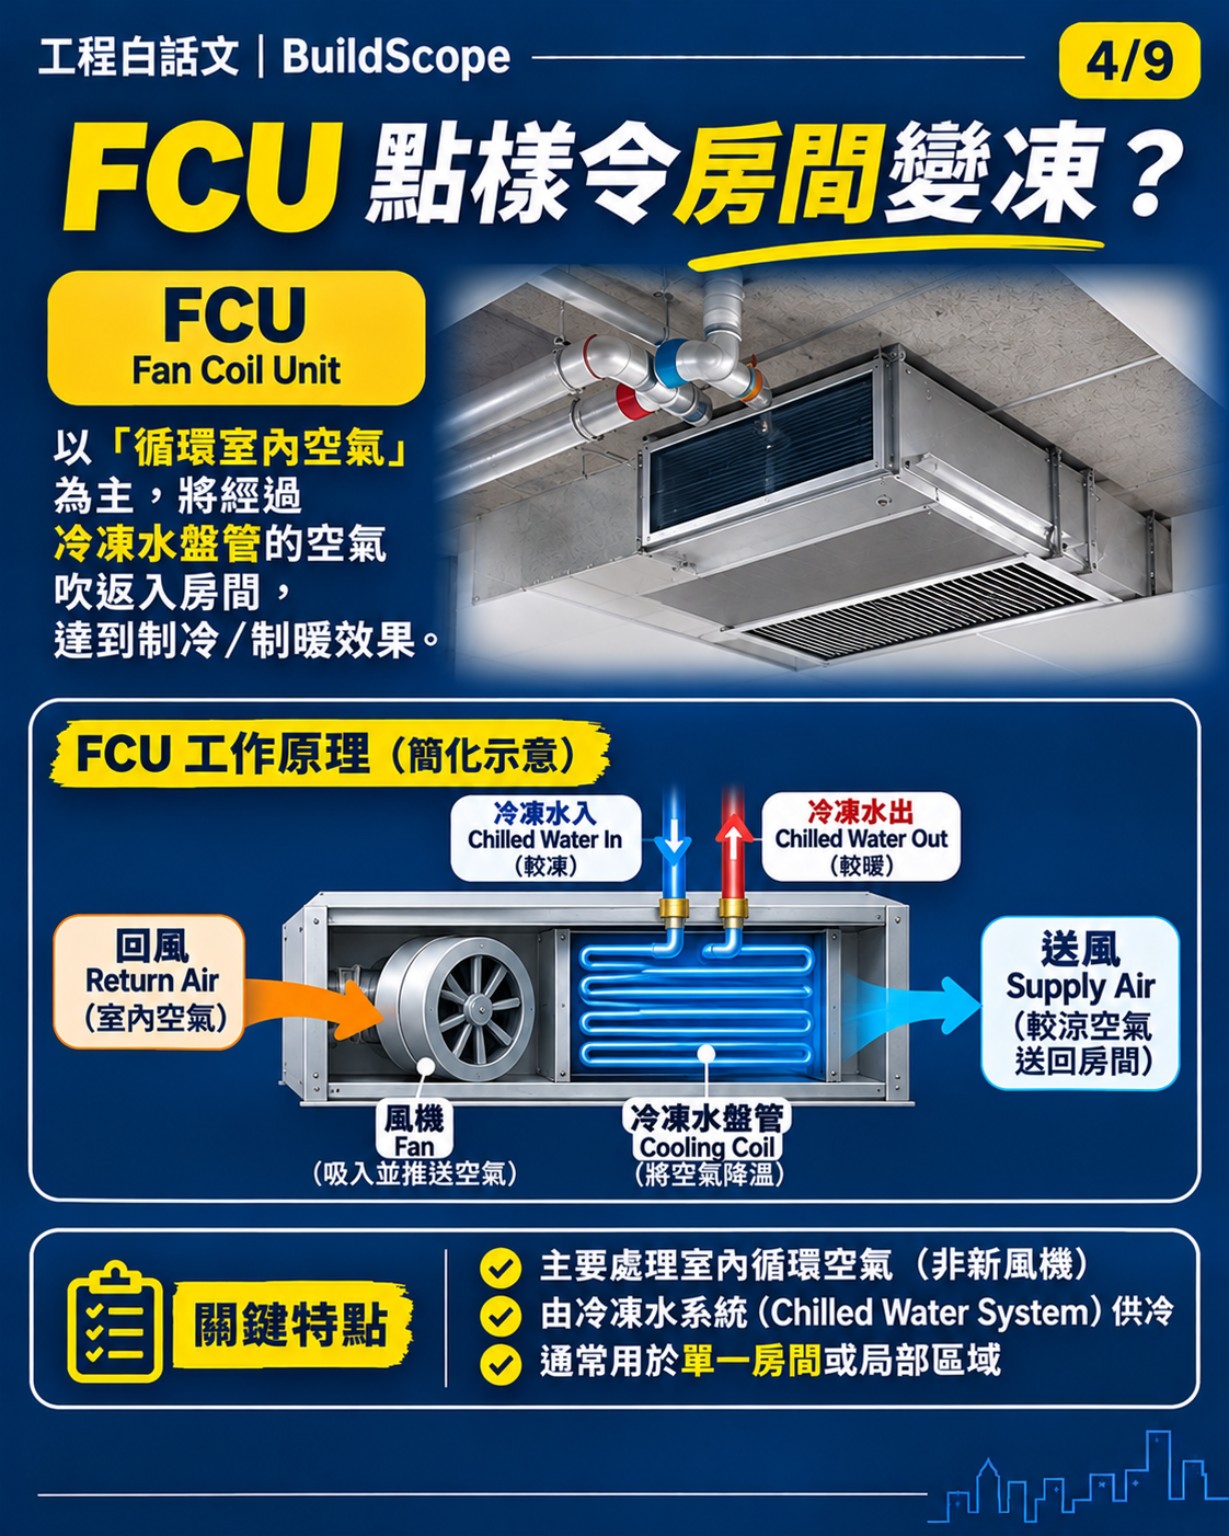 工程白話文｜BuildScope
4/9
FCU 點樣令房間變凍？
FCU
Fan Coil Unit
以「循環室內空氣」
為主，將經過
冷凍水盤管的空氣
吹返入房間，
達到制冷/制暖效果。
FCU 工作原理（簡化示意）
冷凍水入
Chilled Water In
（較凍）
冷凍水出
Chilled Water Out
（較暖）
回風
Return Air
（室內空氣）
送風
Supply Air
（較涼空氣
送回房間）
風機
Fan
（吸入並推送空氣）
冷凍水盤管
Cooling Coil
（將空氣降溫）
關鍵特點
主要處理室內循環空氣（非新風機）
由冷凍水系統（Chilled Water System）供冷
通常用於單一房間或局部區域